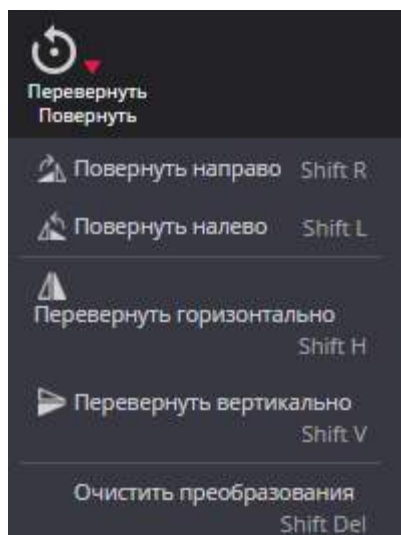 Перевернуть
Повернуть
Повернуть направо Shift R
Повернуть налево Shift L
Перевернуть горизонтально
Shift H
Перевернуть вертикально
Shift V
Очистить преобразования
Shift Del